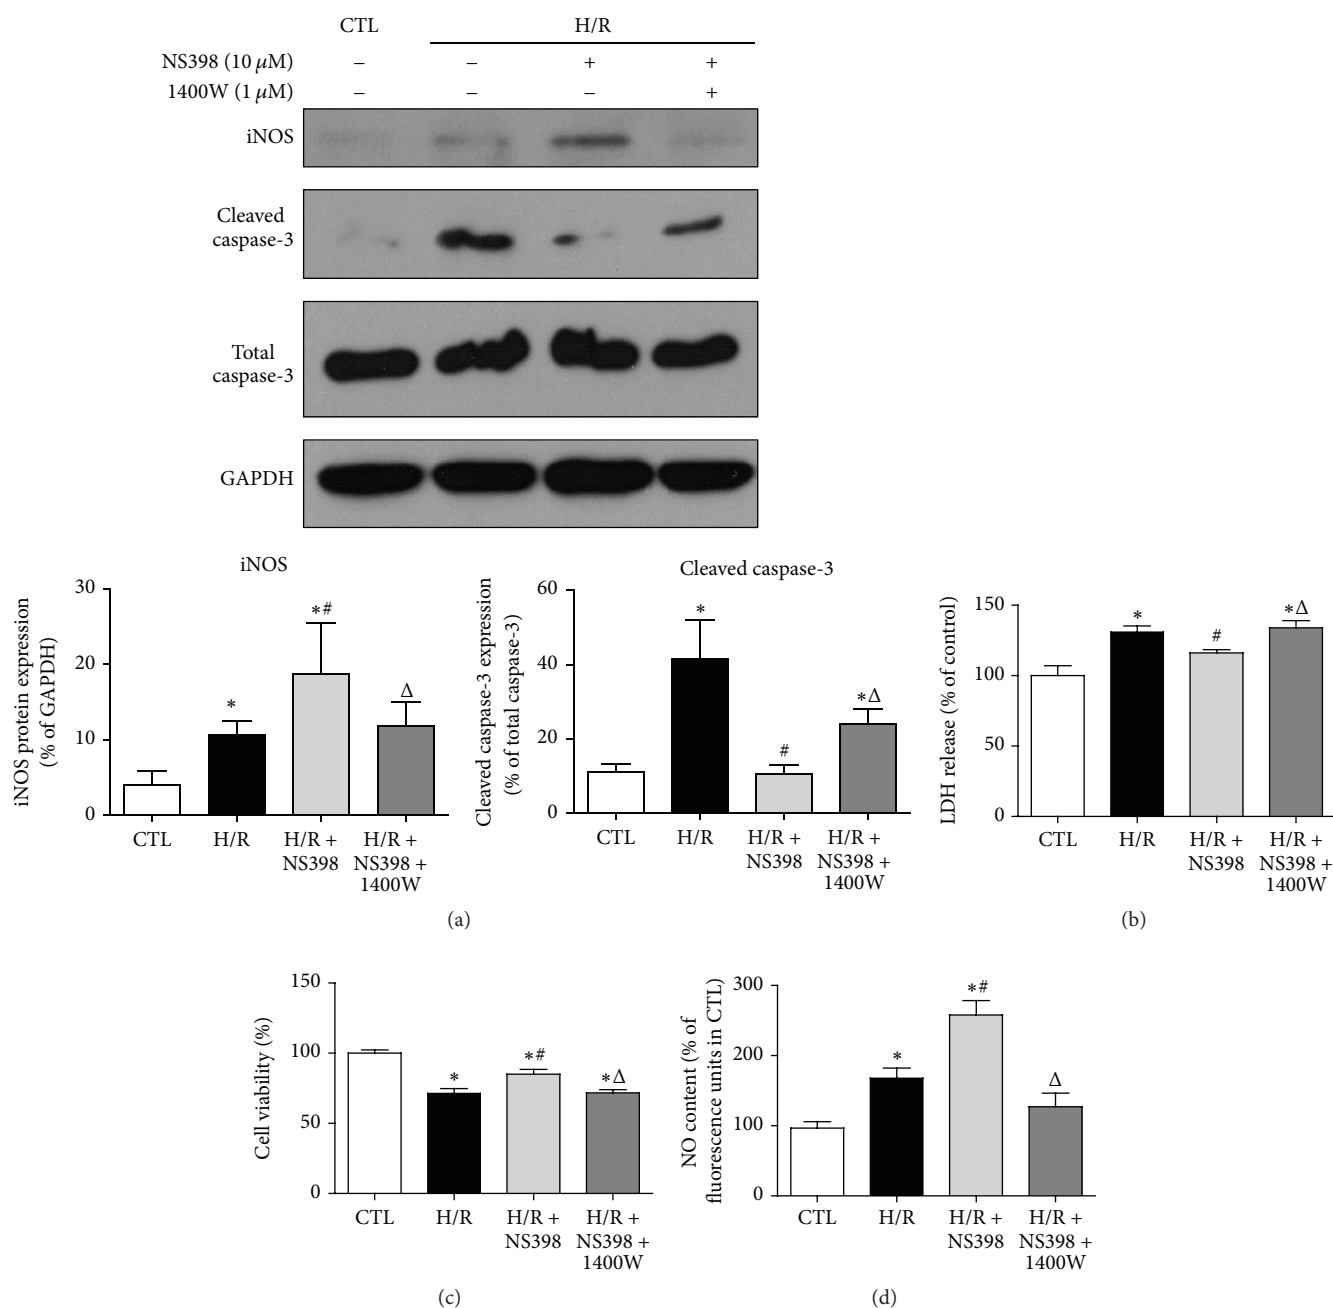 CTL H/R
NS398 (10 μM) – – + +
1400W (1 μM) – – – +
iNOS
Cleaved
caspase-3
Total
caspase-3
GAPDH
iNOS
iNOS protein expression
(% of GAPDH)
30
20
10
0
*
*#
Δ
CTL H/R H/R + H/R +
NS398 NS398 +
1400W
Cleaved caspase-3
Cleaved caspase-3 expression
(% of total caspase-3)
60
40
20
0
*
#
*Δ
CTL H/R H/R + H/R +
NS398 NS398 +
1400W
(a)
LDH release (% of control)
150
100
50
0
*
#
*Δ
CTL H/R H/R + H/R +
NS398 NS398 +
1400W
(b)
Cell viability (%)
150
100
50
0
*
*#
*Δ
CTL H/R H/R + H/R +
NS398 NS398 +
1400W
(c)
NO content (% of
fluorescence units in CTL)
300
200
100
0
*
*#
Δ
CTL H/R H/R + H/R +
NS398 NS398 +
1400W
(d)